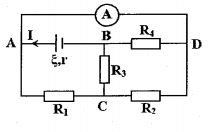 A
A I B R₄ D
ξ,r R₃
R₁ C R₂